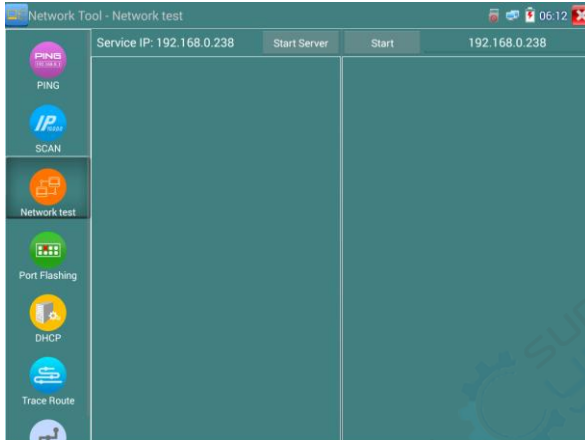 Network Tool - Network test
06:12
Service IP: 192.168.0.238
Start Server
Start
192.168.0.238
PING
PING
IP
SCAN
Network test
Port Flashing
DHCP
Trace Route